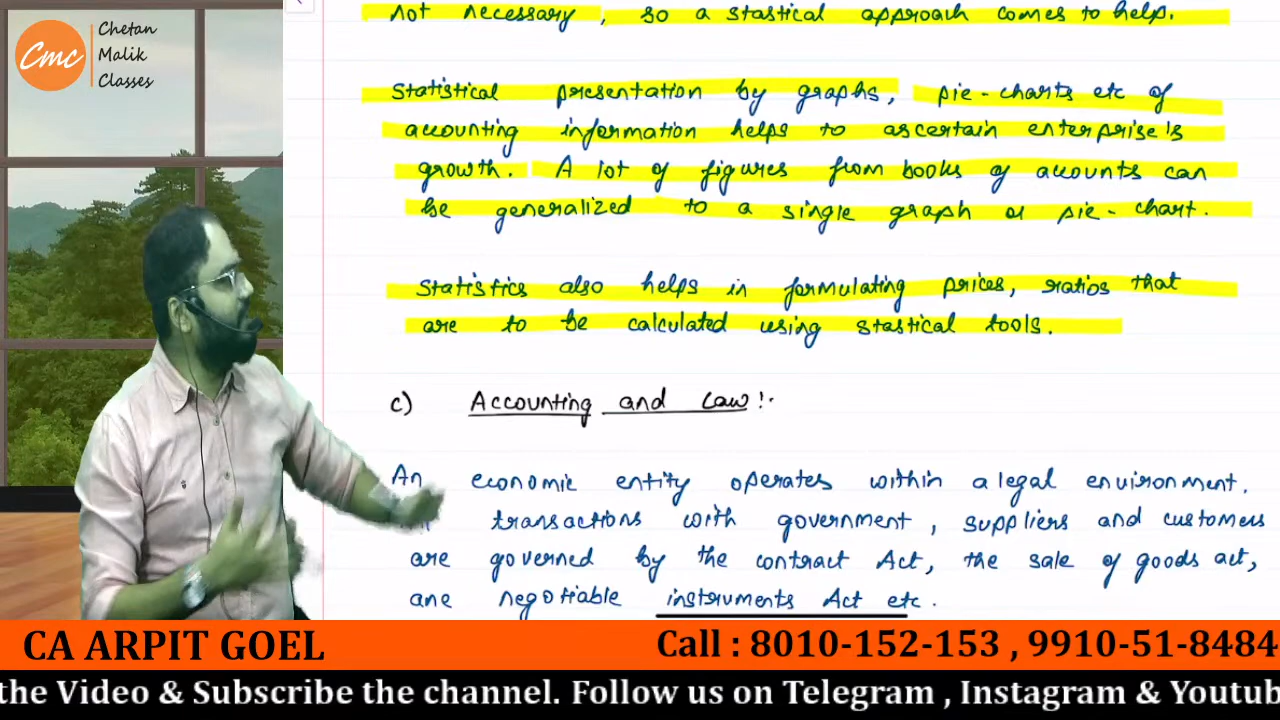 Cmc
Chetan
Malik
Classes
not necessary, so a stastical approach comes to help.
Statistical presentation by graphs, pie-charts etc of
accounting information helps to ascertain enterprise's
growth. A lot of figures from books of accounts can
be generalized to a single graph or pie-chart.
Statistics also helps in formulating prices, ratios that
are to be calculated using stastical tools.
c) Accounting and Law :-
An economic entity operates within a legal environment.
transactions with government, suppliers and customers
are governed by the contract Act, the sale of goods act,
ane negotiable instruments Act etc.
CA ARPIT GOEL
Call : 8010-152-153 , 9910-51-8484
the Video & Subscribe the channel. Follow us on Telegram , Instagram & Youtub